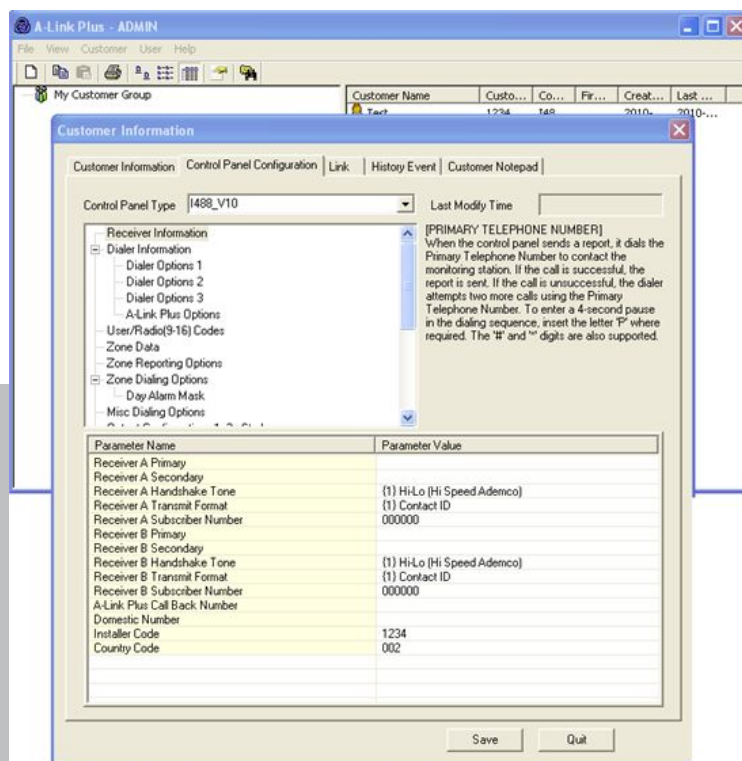 A-Link Plus - ADMIN
File View Customer User Help
My Customer Group
Customer Name Custo... Co... Fir... Creat... Last ...
Test 1234 I48 2010- 2010-...
Customer Information
Customer Information Control Panel Configuration Link History Event Customer Notepad
Control Panel Type I488_V10 Last Modify Time
Receiver Information
Dialer Information
Dialer Options 1
Dialer Options 2
Dialer Options 3
A-Link Plus Options
User/Radio(9-16) Codes
Zone Data
Zone Reporting Options
Zone Dialing Options
Day Alarm Mask
Misc Dialing Options
[PRIMARY TELEPHONE NUMBER]
When the control panel sends a report, it dials the
Primary Telephone Number to contact the
monitoring station. If the call is successful, the
report is sent. If the call is unsuccessful, the dialer
attempts two more calls using the Primary
Telephone Number. To enter a 4-second pause
in the dialing sequence, insert the letter 'P' where
required. The '#' and '*' digits are also supported.
Parameter Name Parameter Value
Receiver A Primary
Receiver A Secondary
Receiver A Handshake Tone (1) Hi-Lo (Hi Speed Ademco)
Receiver A Transmit Format (1) Contact ID
Receiver A Subscriber Number 000000
Receiver B Primary
Receiver B Secondary
Receiver B Handshake Tone (1) Hi-Lo (Hi Speed Ademco)
Receiver B Transmit Format (1) Contact ID
Receiver B Subscriber Number 000000
A-Link Plus Call Back Number
Domestic Number
Installer Code 1234
Country Code 002
Save Quit